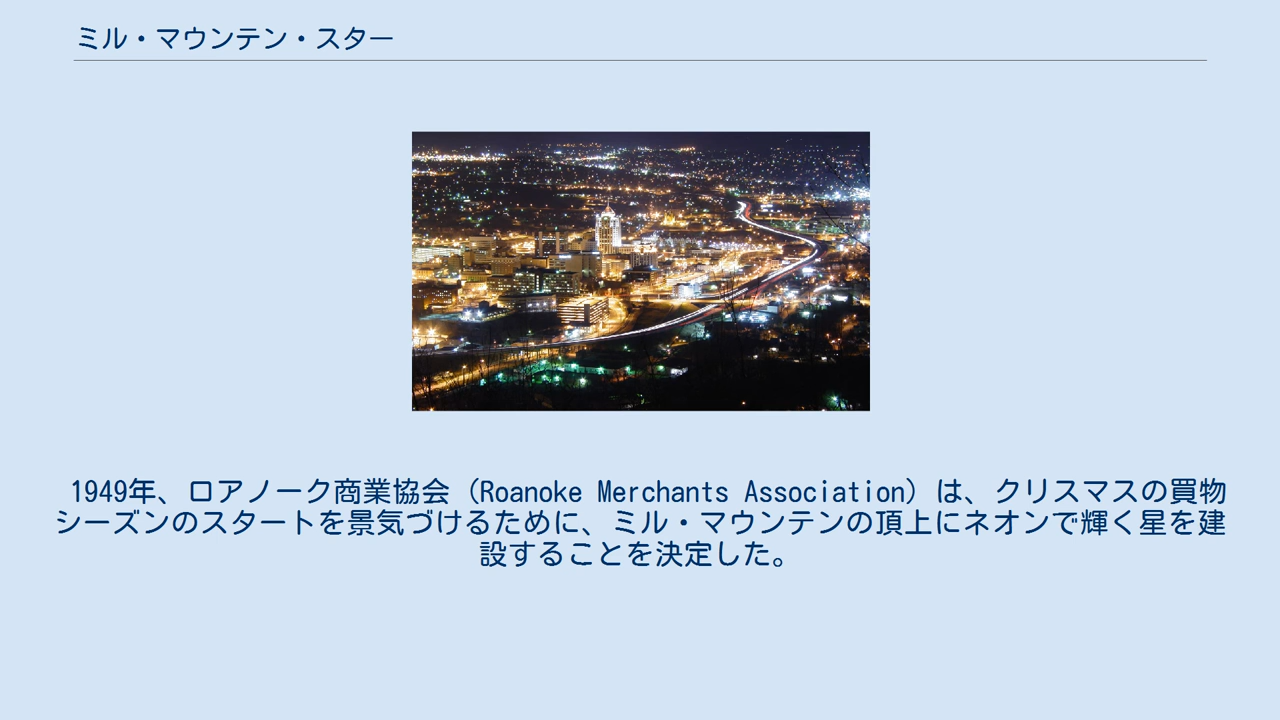 ミル・マウンテン・スター
1949年、ロアノーク商業協会（Roanoke Merchants Association）は、クリスマスの買物
シーズンのスタートを景気づけるために、ミル・マウンテンの頂上にネオンで輝く星を建
設することを決定した。